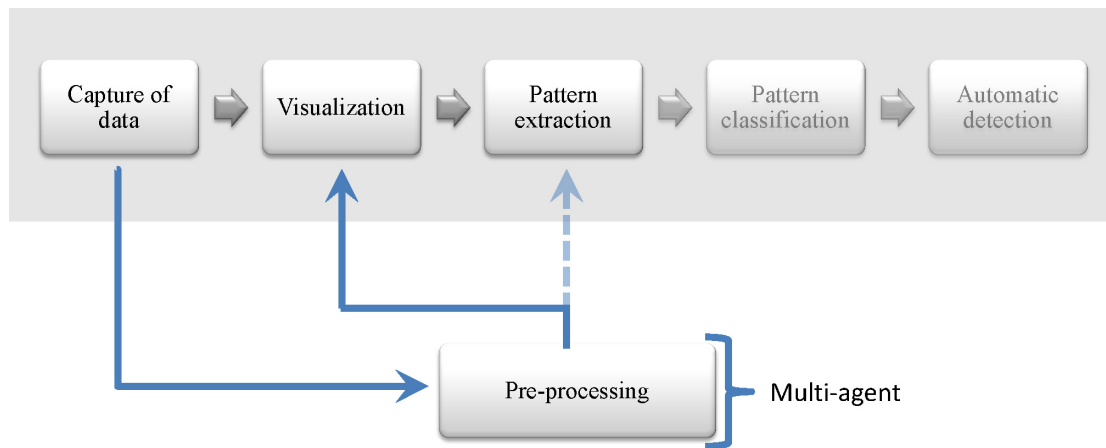 Capture of
data
Visualization
Pattern
extraction
Pattern
classification
Automatic
detection
Pre-processing
Multi-agent